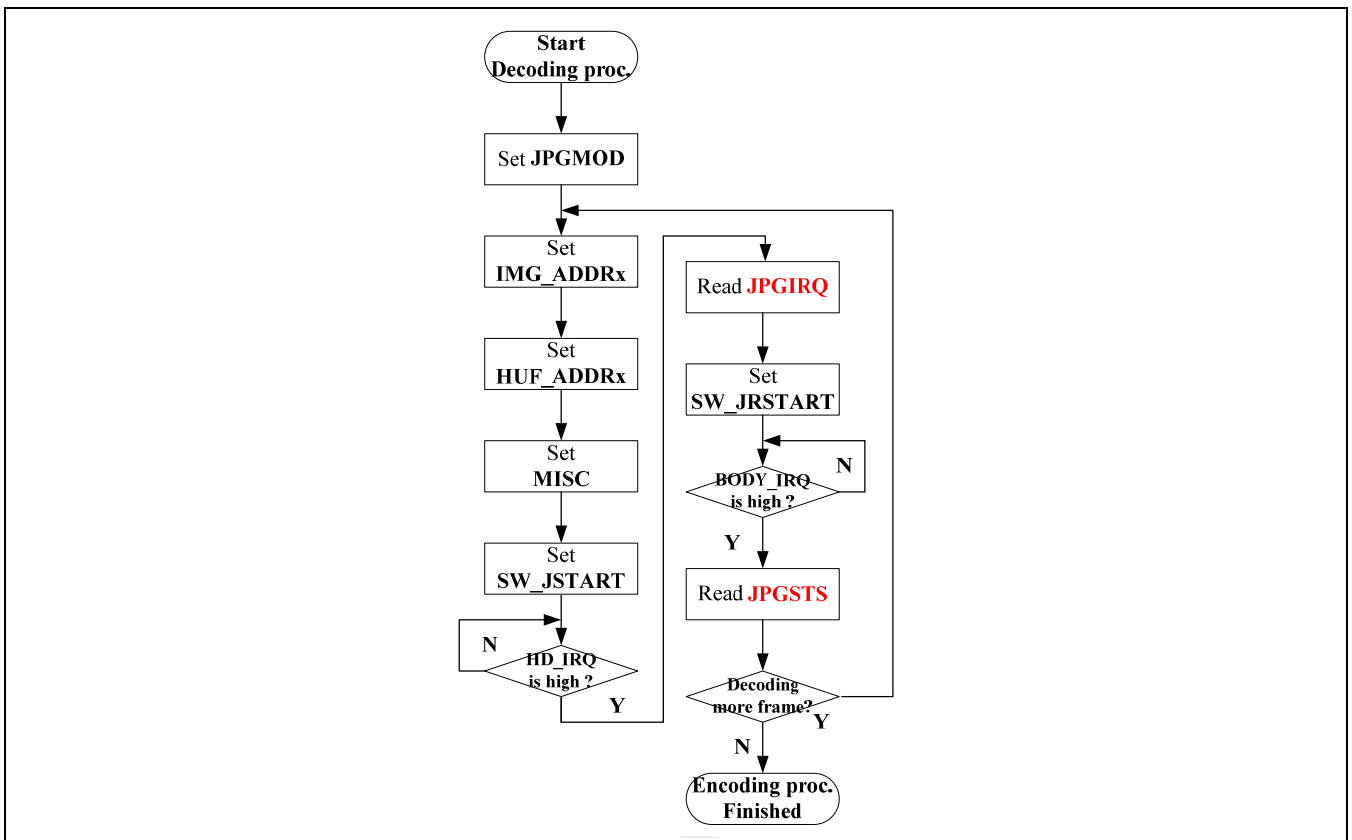 Start
Decoding proc.
Set JPGMOD
Set
IMG_ADDRx
Set
HUF_ADDRx
Set
MISC
Set
SW_JSTART
N
HD_IRQ
is high ?
Y
Read JPGIRQ
Set
SW_JRSTART
N
BODY_IRQ
is high ?
Y
Read JPGSTS
Decoding
more frame?
Y
N
Encoding proc.
Finished